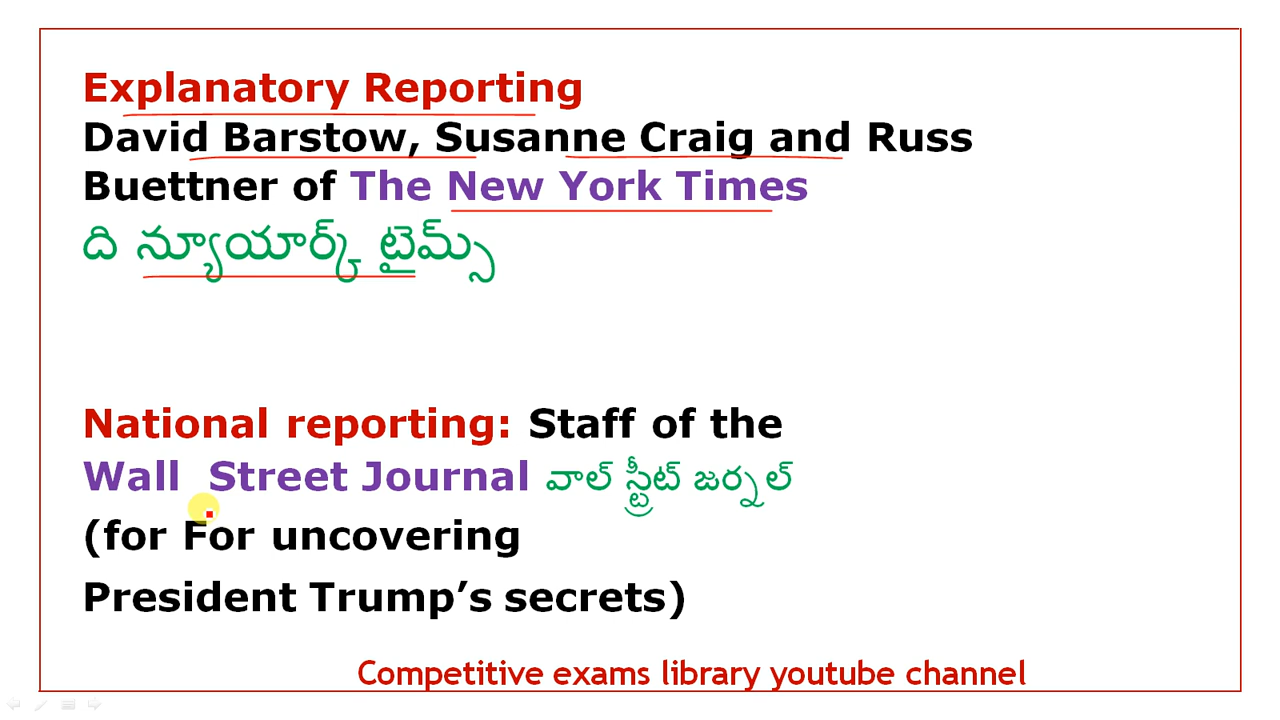 Explanatory Reporting
David Barstow, Susanne Craig and Russ
Buettner of The New York Times
ది న్యూయార్క్ టైమ్స్
National reporting: Staff of the
Wall Street Journal వాల్ స్ట్రీట్ జర్నల్
(for For uncovering
President Trump’s secrets)
Competitive exams library youtube channel